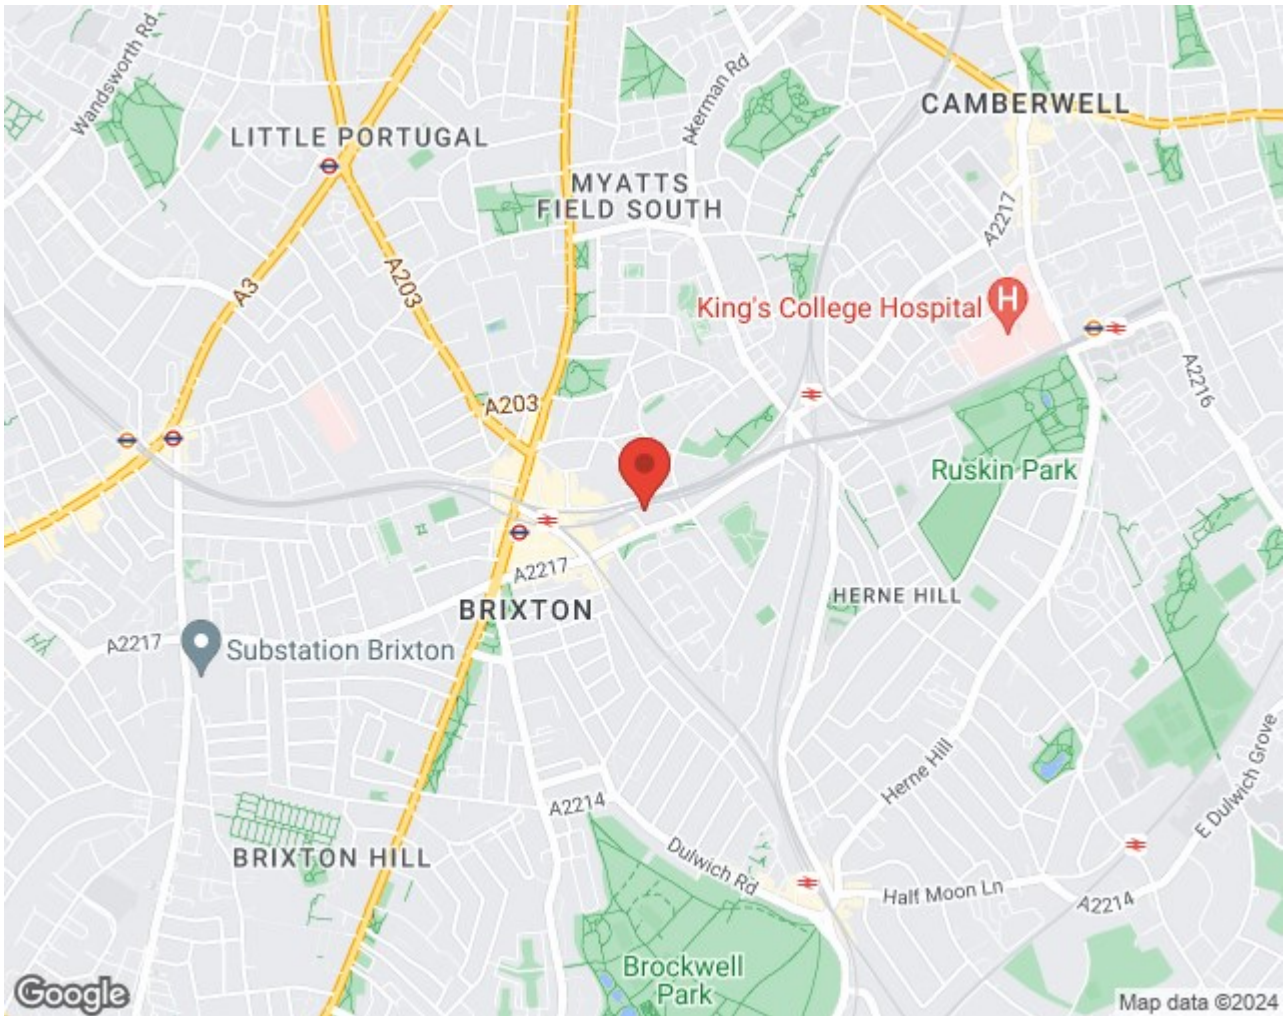 Wandsworth Rd
LITTLE PORTUGAL
Akerman Rd
CAMBERWELL
MYATTS
FIELD SOUTH
A2217
A3
A203
King's College Hospital
H
A2216
A203
Ruskin Park
A2217
BRIXTON
HERNE HILL
A2217
Substation Brixton
Herne Hill
E Dulwich Grove
A2214
BRIXTON HILL
Dulwich Rd
Half Moon Ln
A2214
Brockwell
Park
Google
Map data ©2024